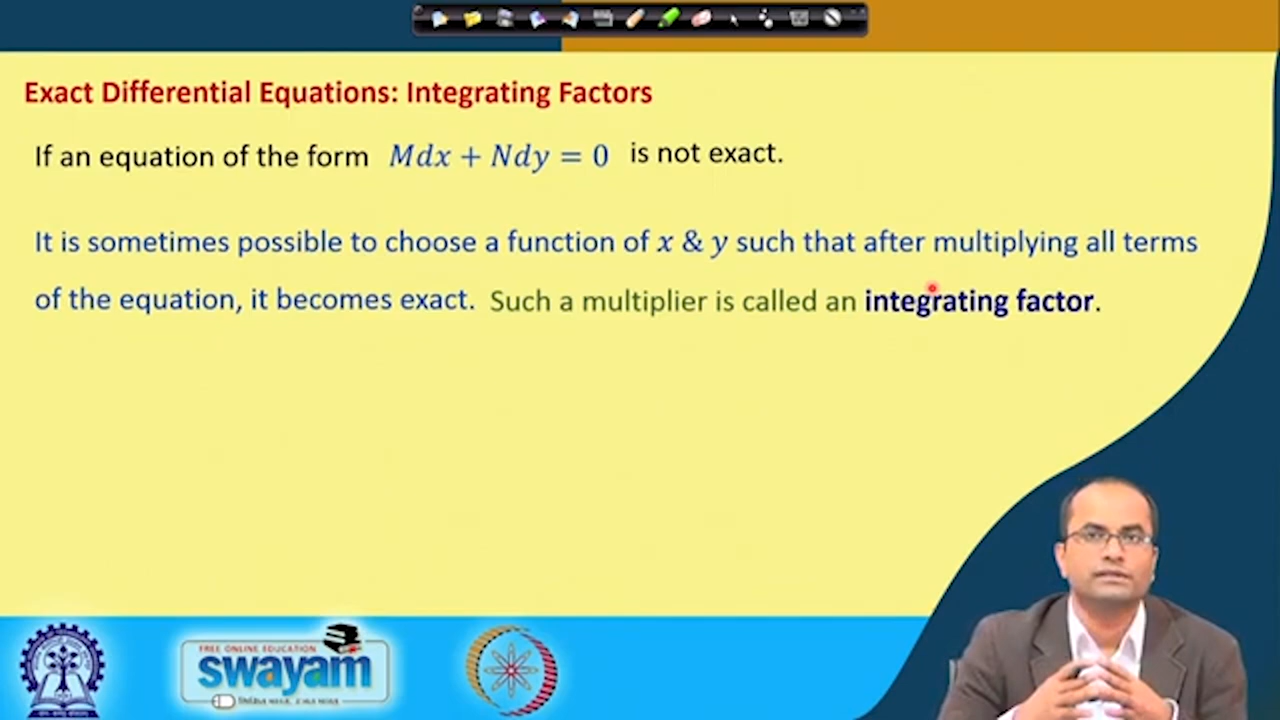 Exact Differential Equations: Integrating Factors
If an equation of the form Mdx + Ndy = 0 is not exact.
It is sometimes possible to choose a function of x & y such that after multiplying all terms
of the equation, it becomes exact. Such a multiplier is called an integrating factor.
FREE ONLINE EDUCATION
swayam